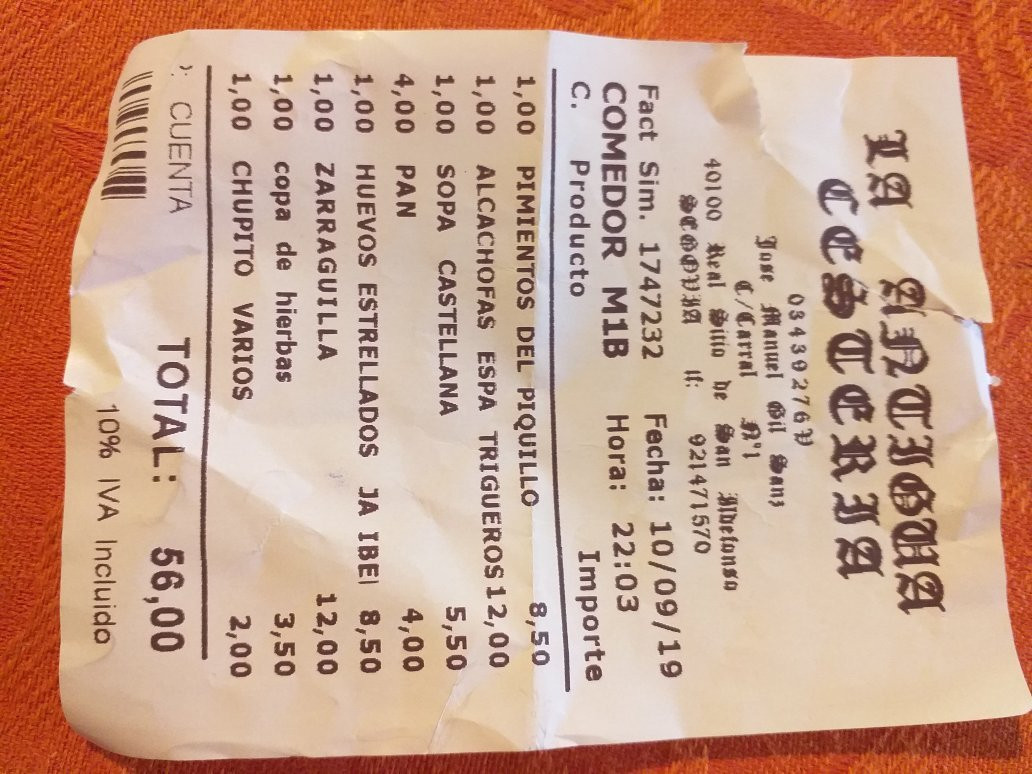 LA ANTIGUA
CESTERIA
03430276V
Jose Manuel Gil Sanz
C/Carral Nº1
40100 Real Sitio de San Ildefonso
SEGOVIA tf: 921471570
Fact Sim. 1747232 Fecha: 10/09/19
COMEDOR M1B Hora: 22:03
C. Producto Importe
1,00 PIMIENTOS DEL PIQUILLO 8,50
1,00 ALCACHOFAS ESPA TRIGUEROS 12,00
1,00 SOPA CASTELLANA 5,50
4,00 PAN 4,00
1,00 HUEVOS ESTRELLADOS JA IBE 8,50
1,00 ZARRAGUILLA 12,00
1,00 copa de hierbas 3,50
1,00 CHUPITO VARIOS 2,00
TOTAL: 56,00
CUENTA 10% IVA Incluido